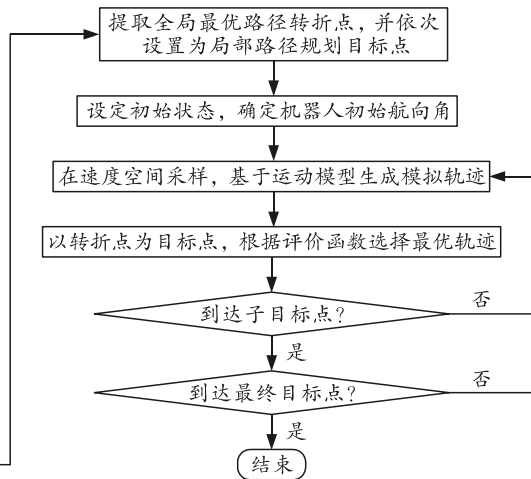 提取全局最优路径转折点，并依次
设置为局部路径规划目标点
设定初始状态，确定机器人初始航向角
在速度空间采样，基于运动模型生成模拟轨迹
以转折点为目标点，根据评价函数选择最优轨迹
到达子目标点?
否
是
到达最终目标点?
否
是
结束